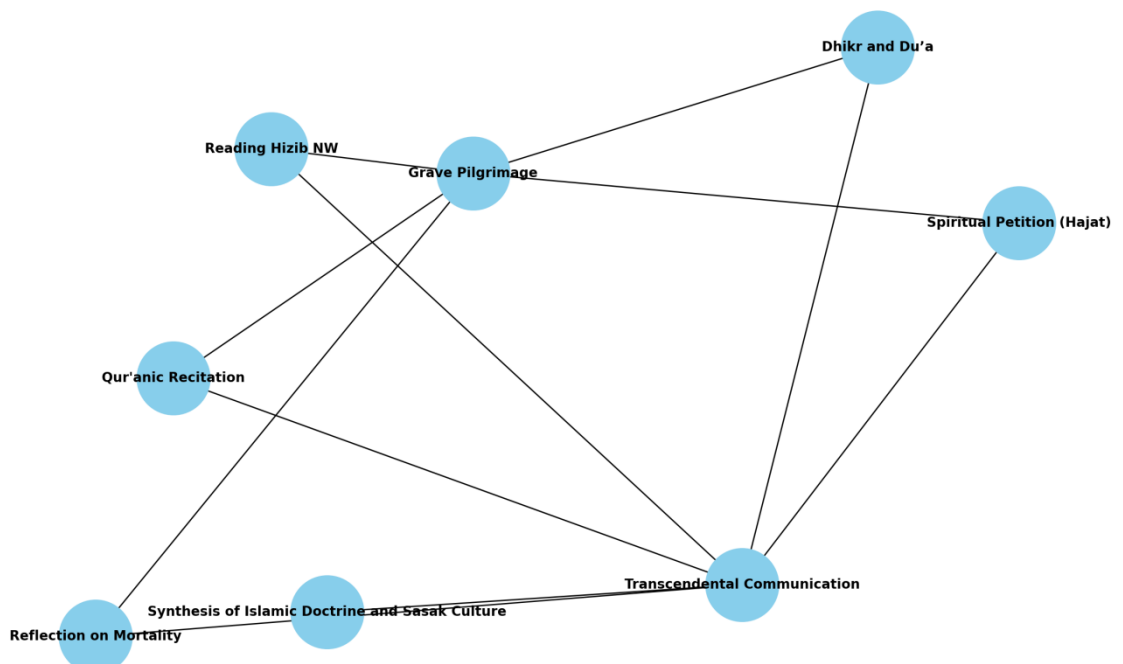 Dhikr and Du’a
Reading Hizib NW
Grave Pilgrimage
Spiritual Petition (Hajat)
Qur'anic Recitation
Transcendental Communication
Synthesis of Islamic Doctrine and Sasak Culture
Reflection on Mortality